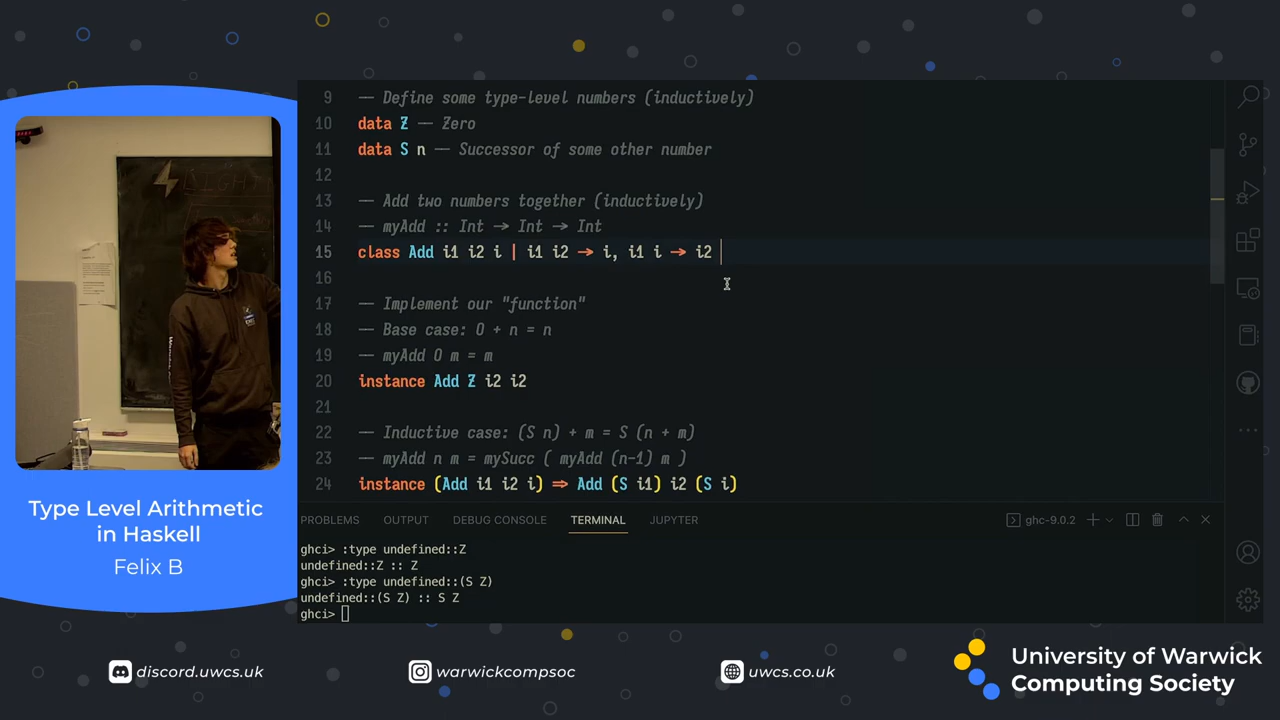 Type Level Arithmetic
in Haskell
Felix B
9 -- Define some type-level numbers (inductively)
10 data Z -- Zero
11 data S n -- Successor of some other number
12
13 -- Add two numbers together (inductively)
14 -- myAdd :: Int -> Int -> Int
15 class Add i1 i2 i | i1 i2 -> i, i1 i -> i2
16
17 -- Implement our "function"
18 -- Base case: 0 + n = n
19 -- myAdd 0 m = m
20 instance Add Z i2 i2
21
22 -- Inductive case: (S n) + m = S (n + m)
23 -- myAdd n m = mySucc ( myAdd (n-1) m )
24 instance (Add i1 i2 i) => Add (S i1) i2 (S i)
PROBLEMS OUTPUT DEBUG CONSOLE TERMINAL JUPYTER ghc-9.0.2
ghci> :type undefined::Z
undefined::Z :: Z
ghci> :type undefined::(S Z)
undefined::(S Z) :: S Z
ghci>
discord.uwcs.uk warwickcompsoc uwcs.co.uk
University of Warwick
Computing Society